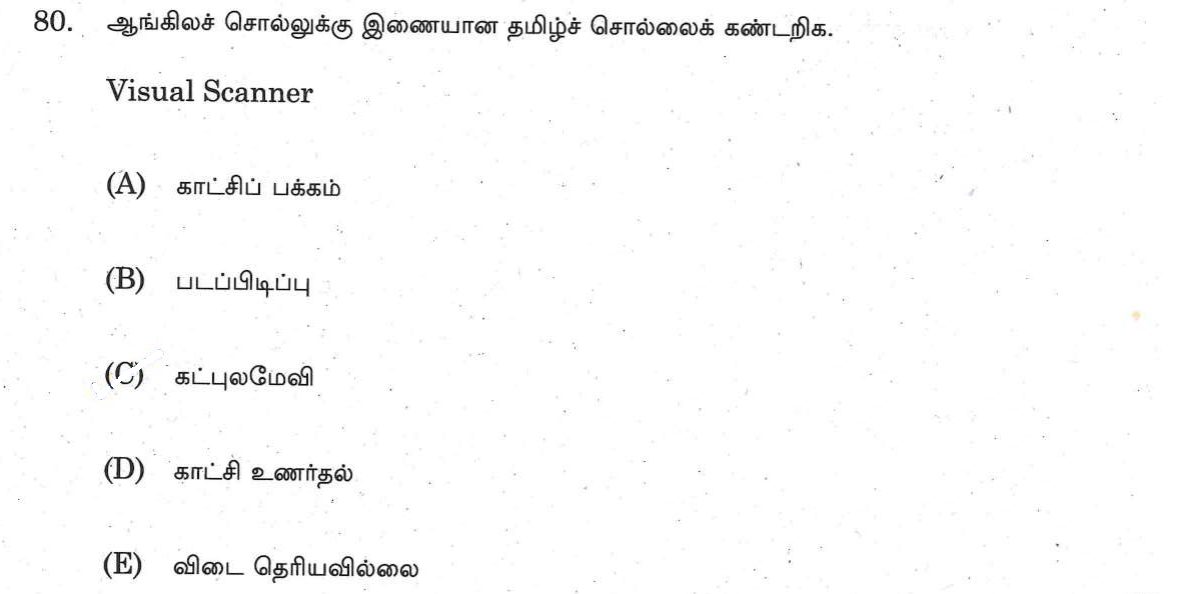 80. ஆங்கிலச் சொல்லுக்கு இணையான தமிழ்ச் சொல்லைக் கண்டறிக.
Visual Scanner
(A) காட்சிப் பக்கம்
(B) படப்பிடிப்பு
(C) கட்புலமேவி
(D) காட்சி உணர்தல்
(E) விடை தெரியவில்லை